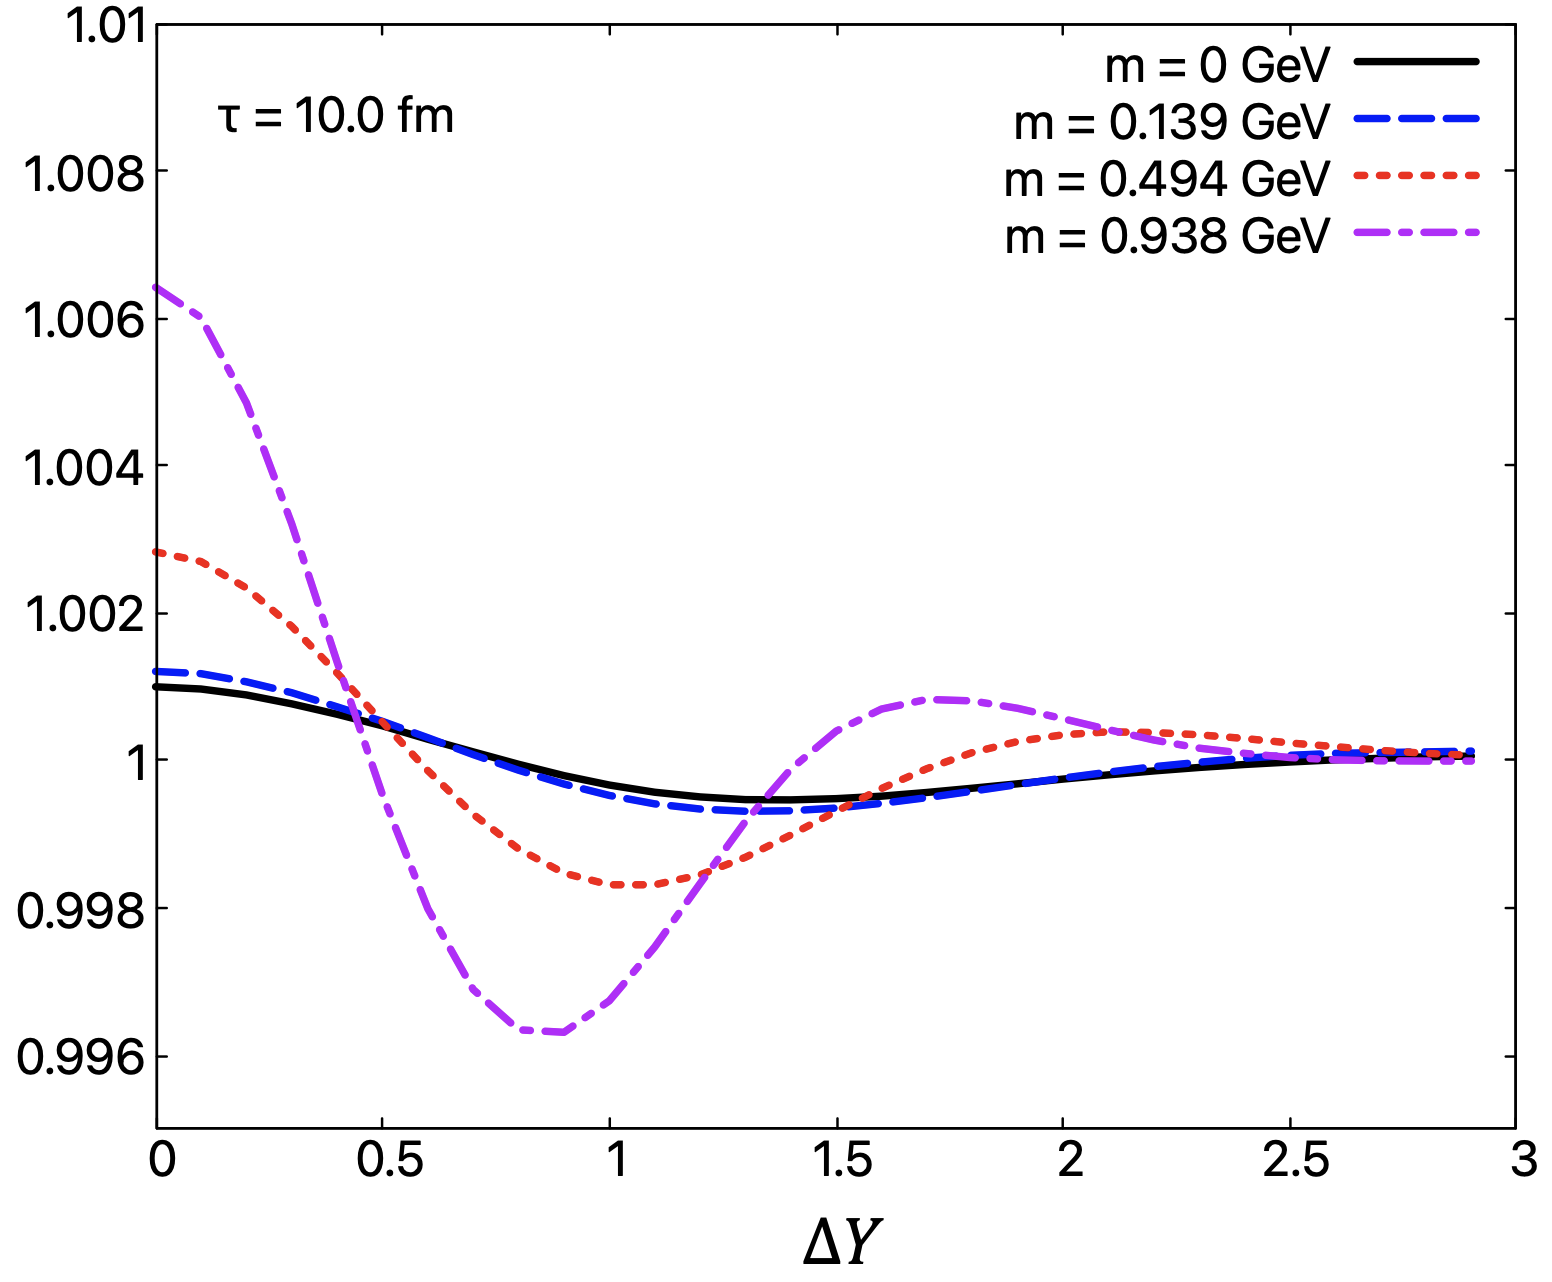 1.01
m = 0 GeV
τ = 10.0 fm
m = 0.139 GeV
1.008
m = 0.494 GeV
m = 0.938 GeV
1.006
1.004
1.002
1
0.998
0.996
0 0.5 1 1.5 2 2.5 3
ΔY